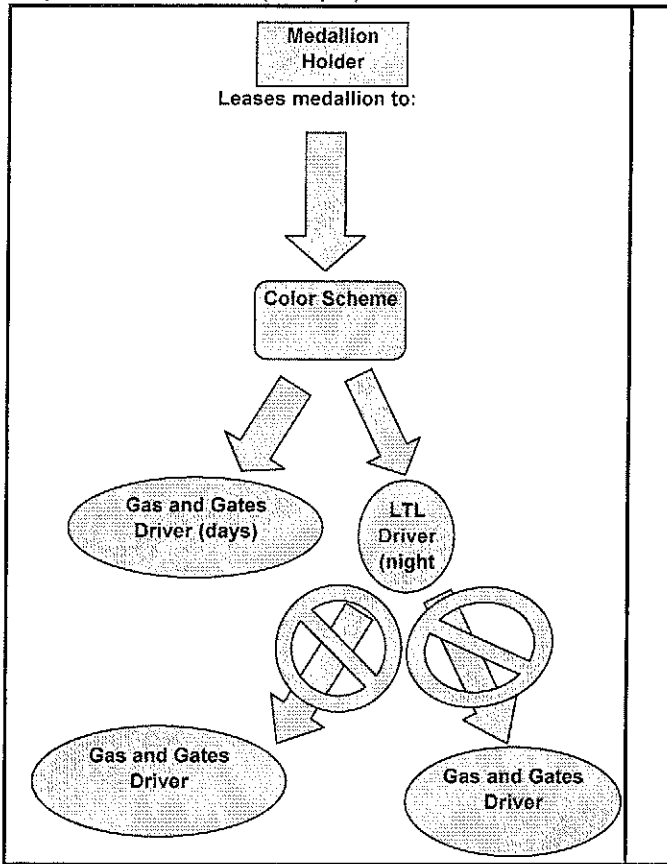 Medallion
Holder
Leases medallion to:
Color Scheme
Gas and Gates
Driver (days)
LTL
Driver
(night
Gas and Gates
Driver
Gas and Gates
Driver